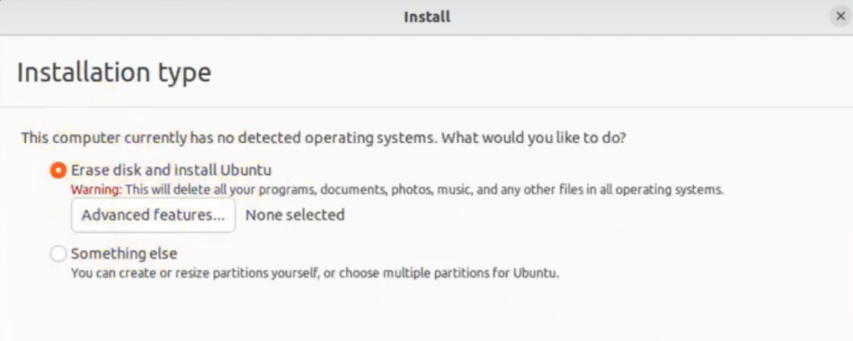 Install
Installation type
This computer currently has no detected operating systems. What would you like to do?
Erase disk and install Ubuntu
Warning: This will delete all your programs, documents, photos, music, and any other files in all operating systems.
Advanced features... None selected
Something else
You can create or resize partitions yourself, or choose multiple partitions for Ubuntu.